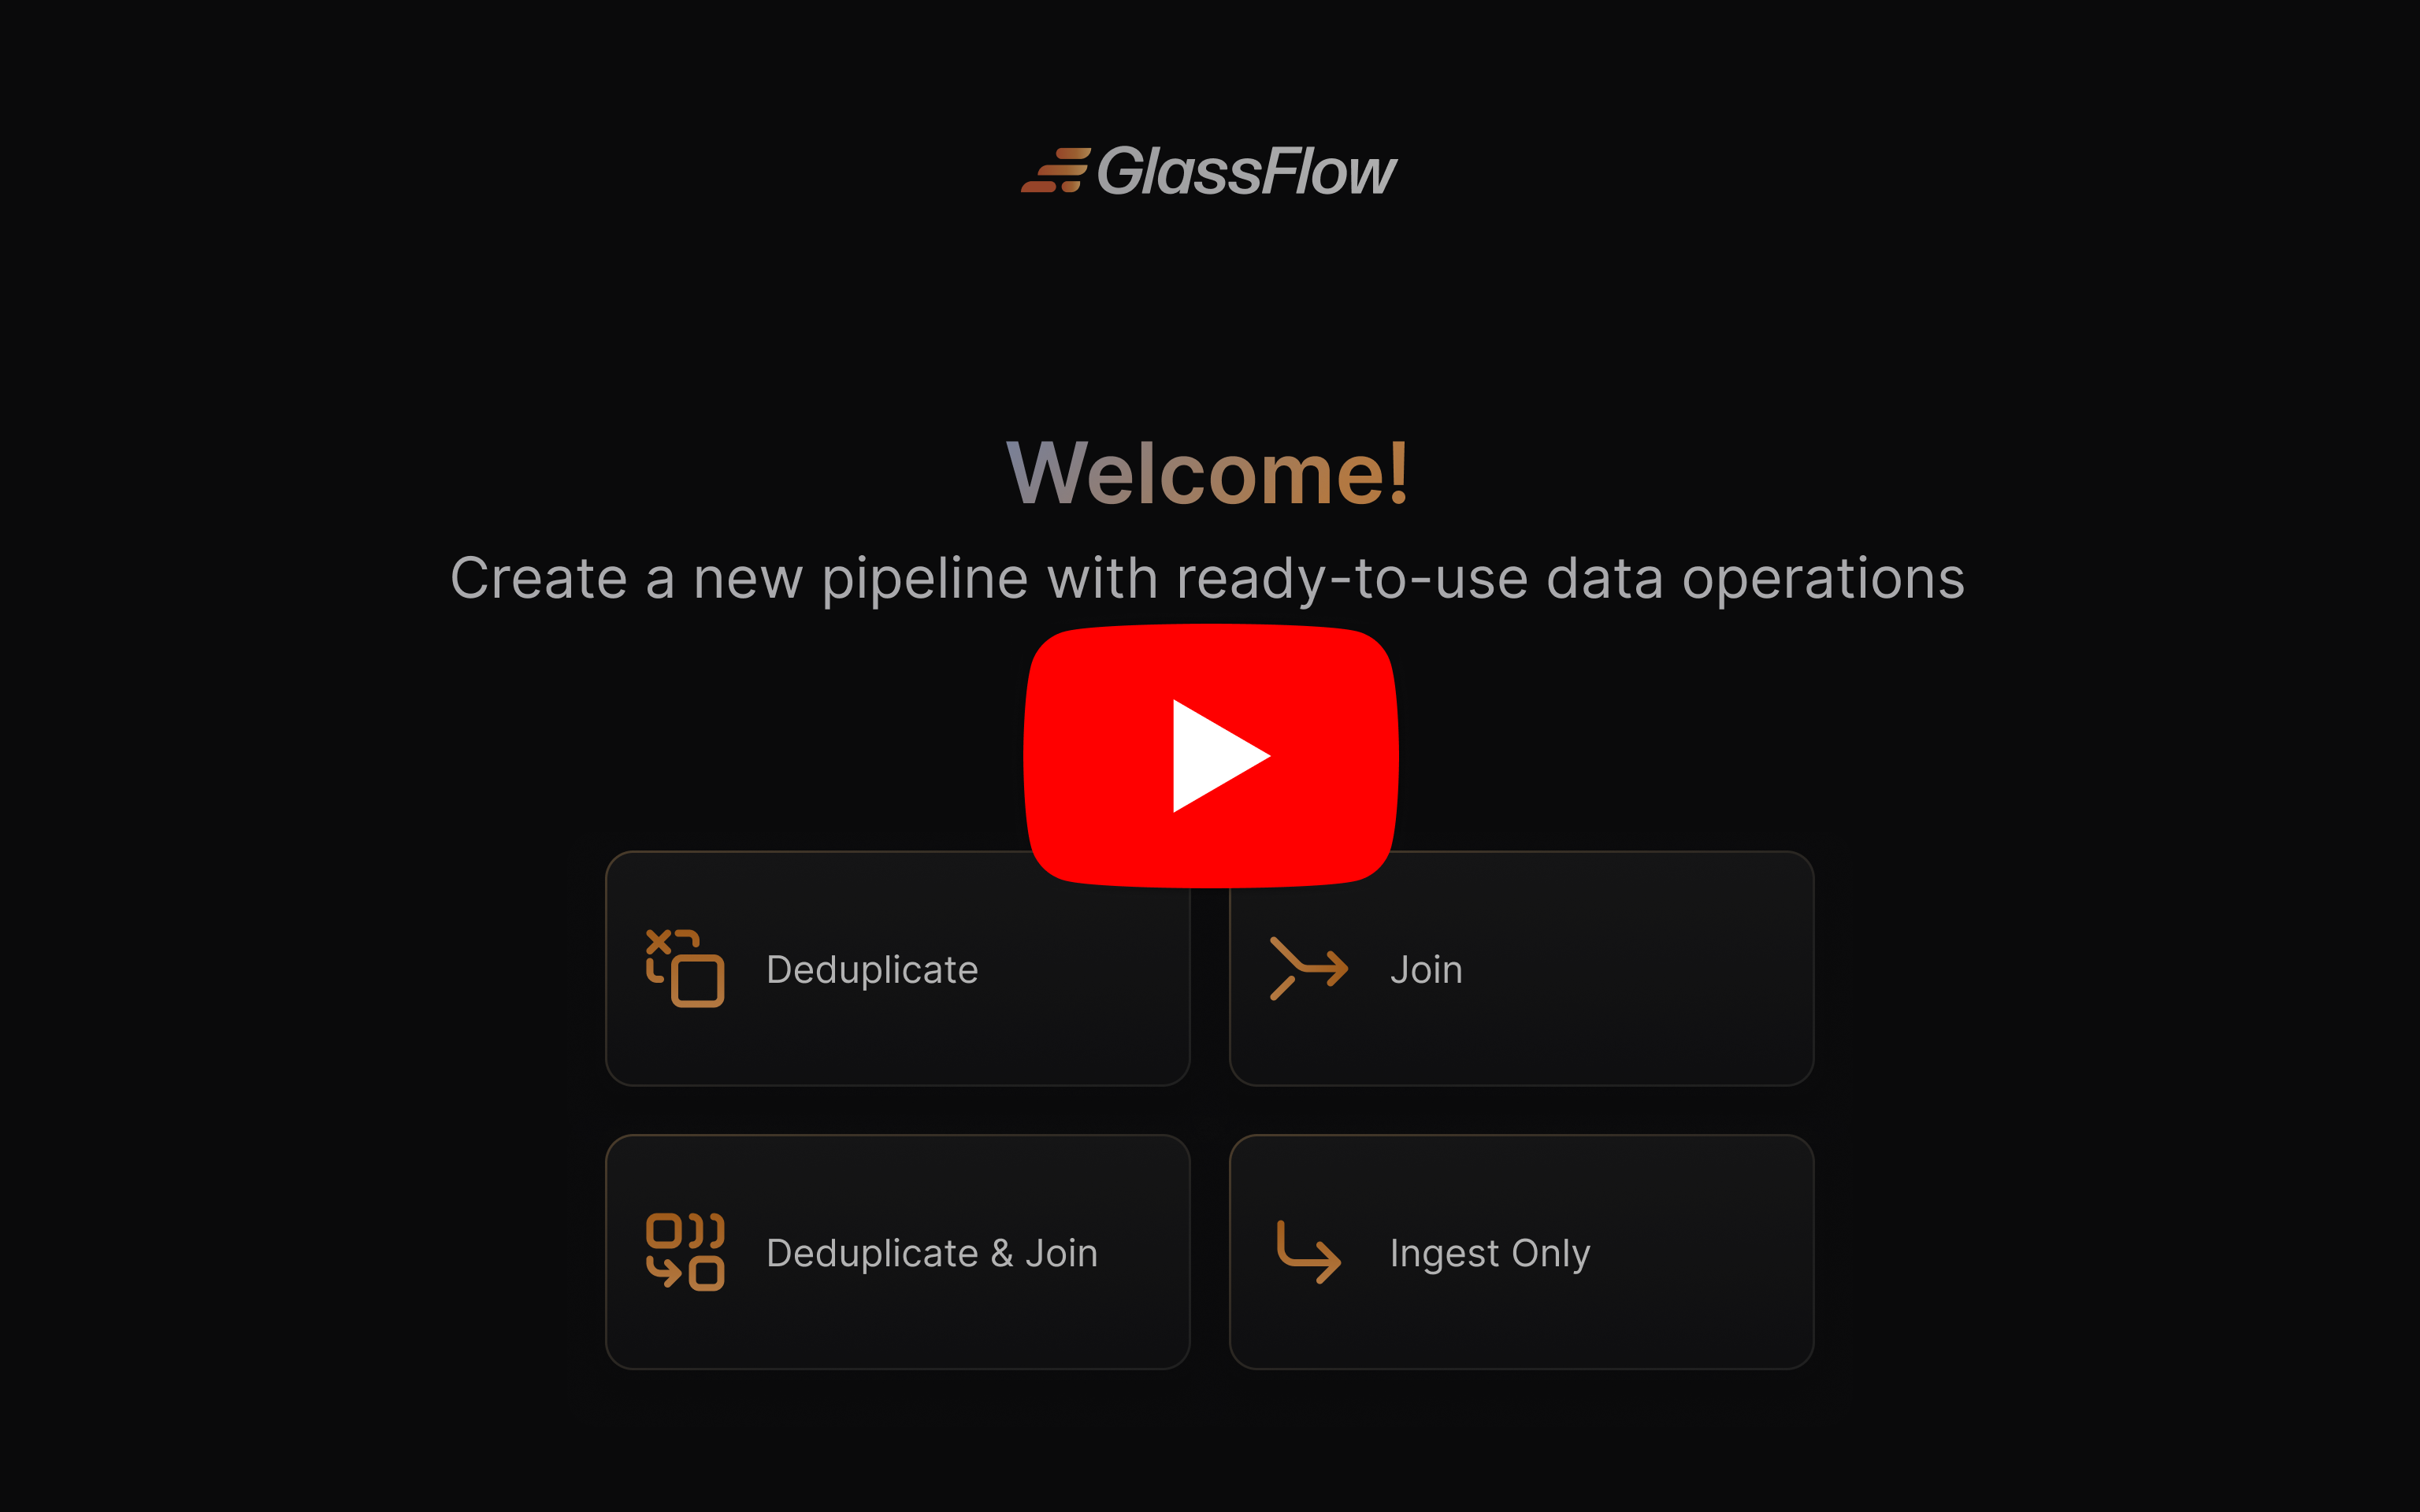 GlassFlow
Welcome!
Create a new pipeline with ready-to-use data operations
Deduplicate
Join
Deduplicate & Join
Ingest Only